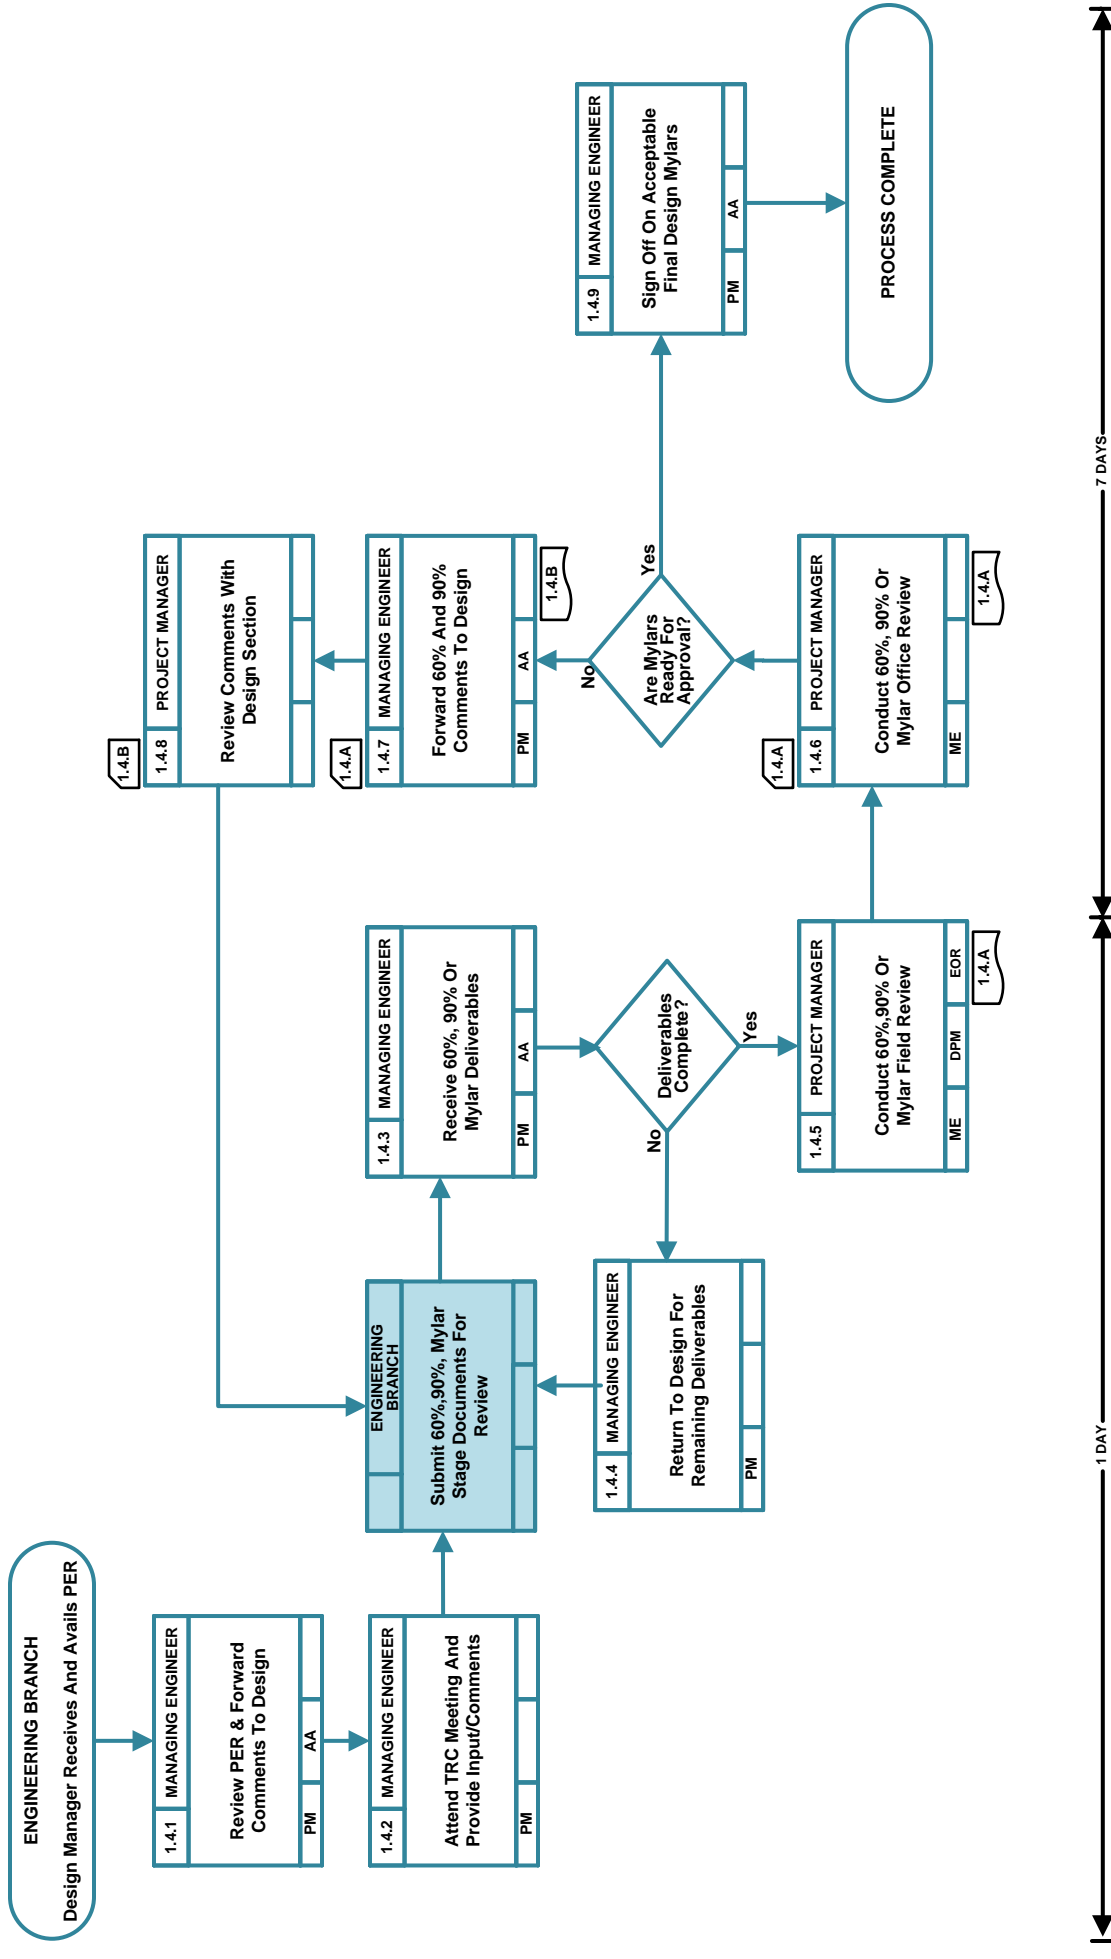 ENGINEERING BRANCH
Design Manager Receives And Avails PER
1.4.1
MANAGING ENGINEER
Review PER & Forward
Comments To Design
PM
AA
1.4.2
MANAGING ENGINEER
Attend TRC Meeting And
Provide Input/Comments
PM
ENGINEERING
BRANCH
Submit 60%,90%, Mylar
Stage Documents For
Review
1.4.4
MANAGING ENGINEER
Return To Design For
Remaining Deliverables
PM
1.4.3
MANAGING ENGINEER
Receive 60%, 90% Or
Mylar Deliverables
PM
AA
Deliverables
Complete?
No
Yes
1.4.5
PROJECT MANAGER
Conduct 60%,90% Or
Mylar Field Review
ME
DPM
EOR
1.4.A
1.4.B
1.4.8
PROJECT MANAGER
Review Comments With
Design Section
1.4.A
1.4.7
MANAGING ENGINEER
Forward 60% And 90%
Comments To Design
PM
AA
1.4.B
No
Are Mylars
Ready For
Approval?
Yes
1.4.A
1.4.6
PROJECT MANAGER
Conduct 60%, 90% Or
Mylar Office Review
ME
1.4.A
1.4.9
MANAGING ENGINEER
Sign Off On Acceptable
Final Design Mylars
PM
AA
PROCESS COMPLETE
1 DAY
7 DAYS